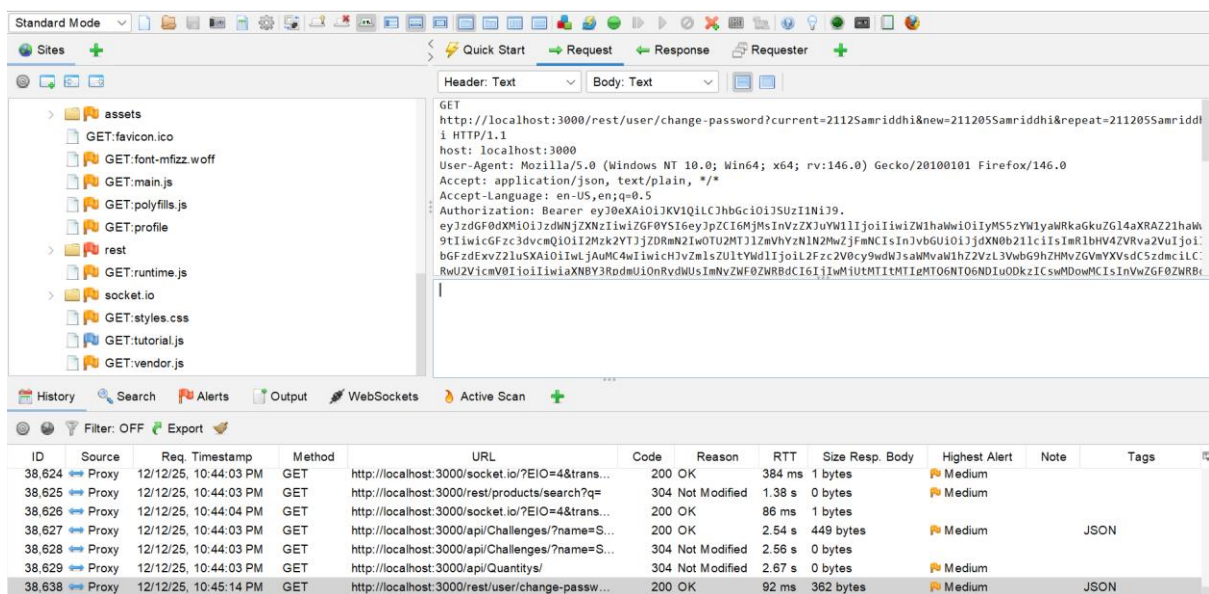 Standard Mode
Sites
Quick Start Request Response Requester
Header: Text Body: Text
assets
GET:favicon.ico
GET:font-mfizz.woff
GET:main.js
GET:polyfills.js
GET:profile
rest
GET:runtime.js
socket.io
GET:styles.css
GET:tutorial.js
GET:vendor.js
GET
http://localhost:3000/rest/user/change-password?current=2112Samriddhi&new=211205Samriddhi&repeat=211205Samriddh
i HTTP/1.1
host: localhost:3000
User-Agent: Mozilla/5.0 (Windows NT 10.0; Win64; x64; rv:146.0) Gecko/20100101 Firefox/146.0
Accept: application/json, text/plain, */*
Accept-Language: en-US,en;q=0.5
Authorization: Bearer eyJ0eXAiOiJKV1QiLCJhbGciOiJSUzI1NiJ9.
History Search Alerts Output WebSockets Active Scan
Filter: OFF Export
ID Source Req. Timestamp Method URL Code Reason RTT Size Resp. Body Highest Alert Note Tags
38,624 Proxy 12/12/25, 10:44:03 PM GET http://localhost:3000/socket.io/?EIO=4&trans... 200 OK 384 ms 1 bytes Medium
38,625 Proxy 12/12/25, 10:44:03 PM GET http://localhost:3000/rest/products/search?q= 304 Not Modified 1.38 s 0 bytes Medium
38,626 Proxy 12/12/25, 10:44:04 PM GET http://localhost:3000/socket.io/?EIO=4&trans... 200 OK 86 ms 1 bytes
38,627 Proxy 12/12/25, 10:44:03 PM GET http://localhost:3000/api/Challenges/?name=S... 200 OK 2.54 s 449 bytes Medium JSON
38,628 Proxy 12/12/25, 10:44:03 PM GET http://localhost:3000/api/Challenges/?name=S... 304 Not Modified 2.56 s 0 bytes
38,629 Proxy 12/12/25, 10:44:03 PM GET http://localhost:3000/api/Quantitys/ 304 Not Modified 2.67 s 0 bytes Medium
38,638 Proxy 12/12/25, 10:45:14 PM GET http://localhost:3000/rest/user/change-passw... 200 OK 92 ms 362 bytes Medium JSON